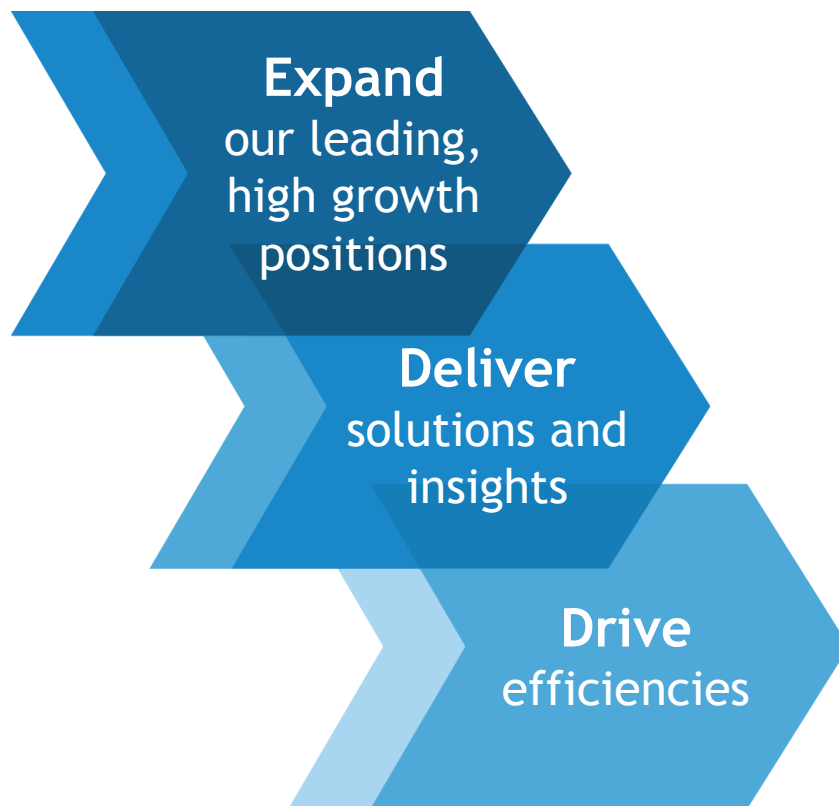 Expand
our leading,
high growth
positions
Deliver
solutions and
insights
Drive
efficiencies